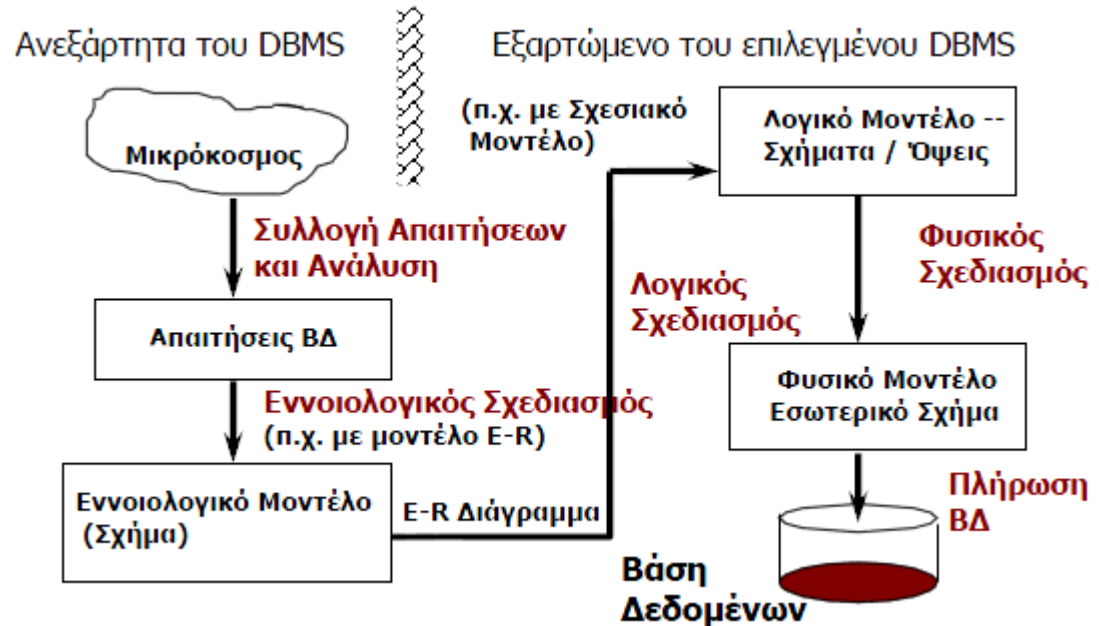 Ανεξάρτητα του DBMS
Εξαρτώμενο του επιλεγμένου DBMS
Μικρόκοσμος
Συλλογή Απαιτήσεων
και Ανάλυση
Απαιτήσεις ΒΔ
Εννοιολογικός Σχεδιασμός
(π.χ. με μοντέλο E-R)
Εννοιολογικό Μοντέλο
(Σχήμα)
E-R Διάγραμμα
(π.χ. με Σχεσιακό
Μοντέλο)
Λογικός
Σχεδιασμός
Λογικό Μοντέλο --
Σχήματα / Όψεις
Φυσικός
Σχεδιασμός
Φυσικό Μοντέλο
Εσωτερικό Σχήμα
Πλήρωση
ΒΔ
Βάση
Δεδομένων